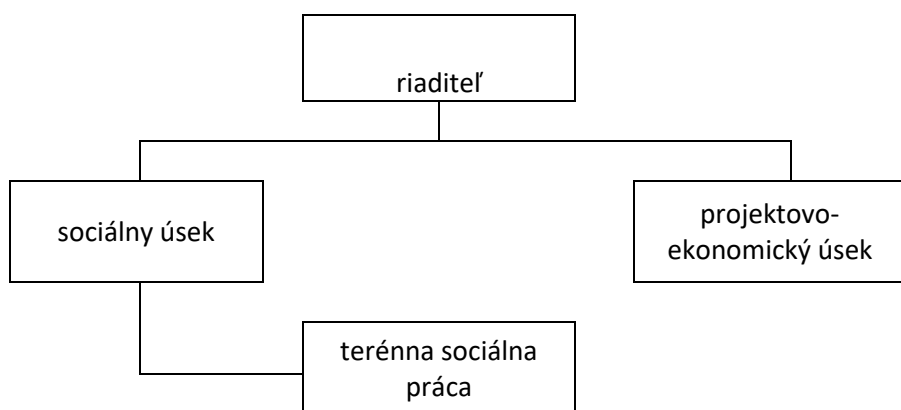 riaditeľ
sociálny úsek
projektovo-
ekonomický úsek
terénna sociálna
práca